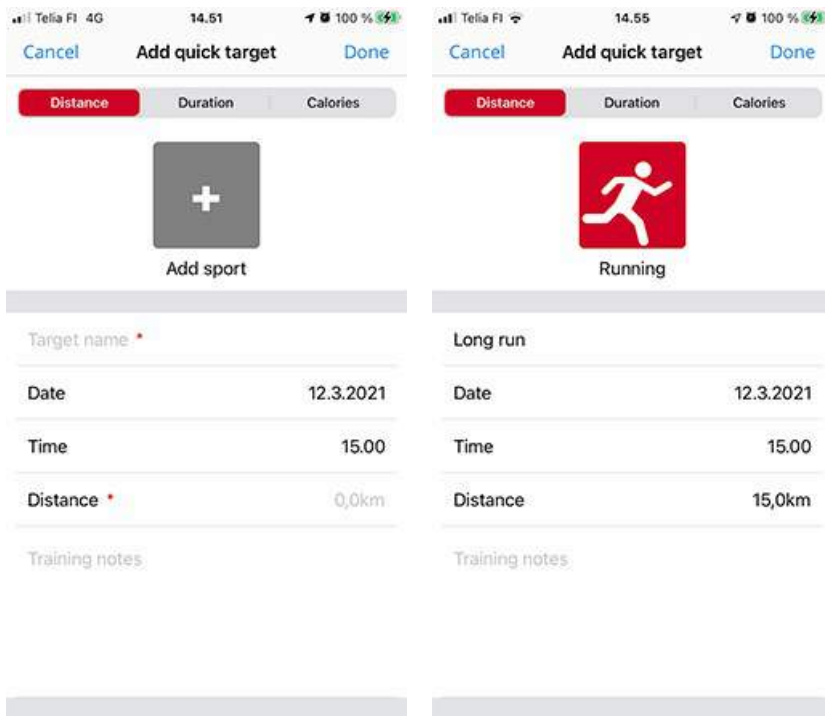 Telia FI 4G 14.51 100 %
Cancel Add quick target Done
Distance Duration Calories
+
Add sport
Target name *
Date 12.3.2021
Time 15.00
Distance * 0,0km
Training notes
Telia FI 14.55 100 %
Cancel Add quick target Done
Distance Duration Calories
Running
Long run
Date 12.3.2021
Time 15.00
Distance 15,0km
Training notes